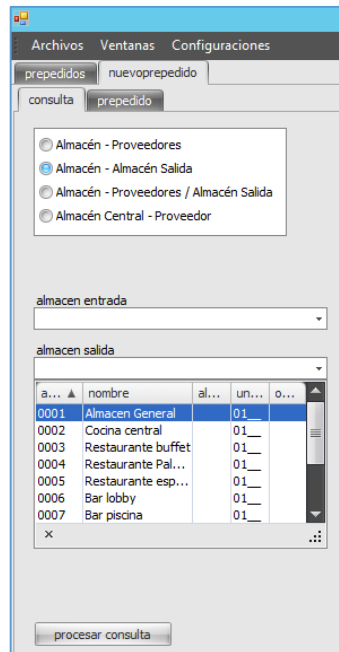 Archivos Ventanas Configuraciones
prepedidos nuevoprepedido
consulta prepedido
Almacén - Proveedores
Almacén - Almacén Salida
Almacén - Proveedores / Almacén Salida
Almacén Central - Proveedor
almacen entrada
almacen salida
a... nombre al... un... o...
0001 Almacen General 01__
0002 Cocina central 01__
0003 Restaurante buffet 01__
0004 Restaurante Pal... 01__
0005 Restaurante esp... 01__
0006 Bar lobby 01__
0007 Bar piscina 01__
procesar consulta